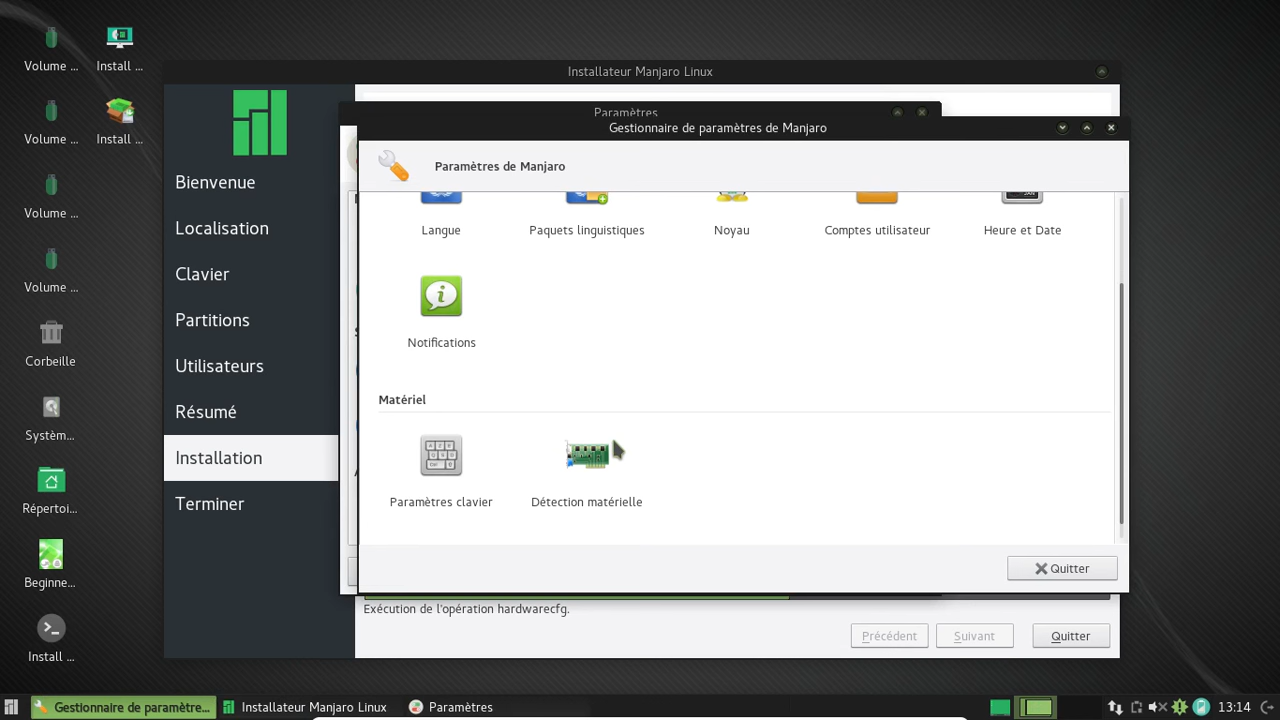 Volume ...
Install ...
Volume ...
Install ...
Volume ...
Volume ...
Corbeille
Systèm...
Répertoi...
Beginne...
Install ...
Installateur Manjaro Linux
Bienvenue
Localisation
Clavier
Partitions
Utilisateurs
Résumé
Installation
Terminer
Paramètres
Gestionnaire de paramètres de Manjaro
Paramètres de Manjaro
Langue
Paquets linguistiques
Noyau
Comptes utilisateur
Heure et Date
Notifications
Matériel
Paramètres clavier
Détection matérielle
Quitter
Exécution de l'opération hardwarecfg.
Précédent
Suivant
Quitter
Gestionnaire de paramètre...
Installateur Manjaro Linux
Paramètres
13:14